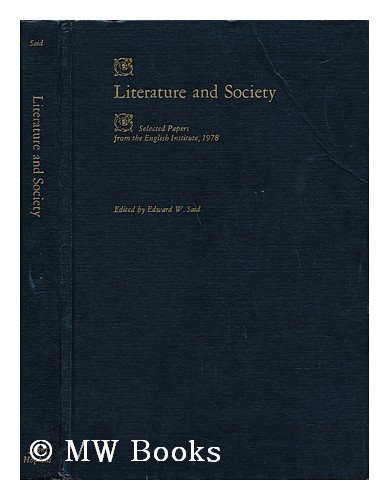 Said
Literature and Society
Literature and Society
Selected Papers
from the English Institute, 1978
Edited by Edward W. Said
© MW Books